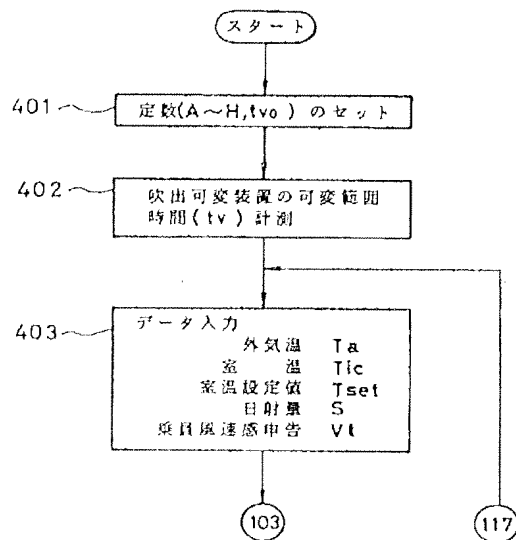 スタート
401
定数(A～H,tvo)のセット
402
吹出可変装置の可変範囲
時間(tv)計測
403
データ入力
外気温 Ta
室温 Tic
室温設定値 Tset
日射量 S
乗員風速感申告 Vt
103
117